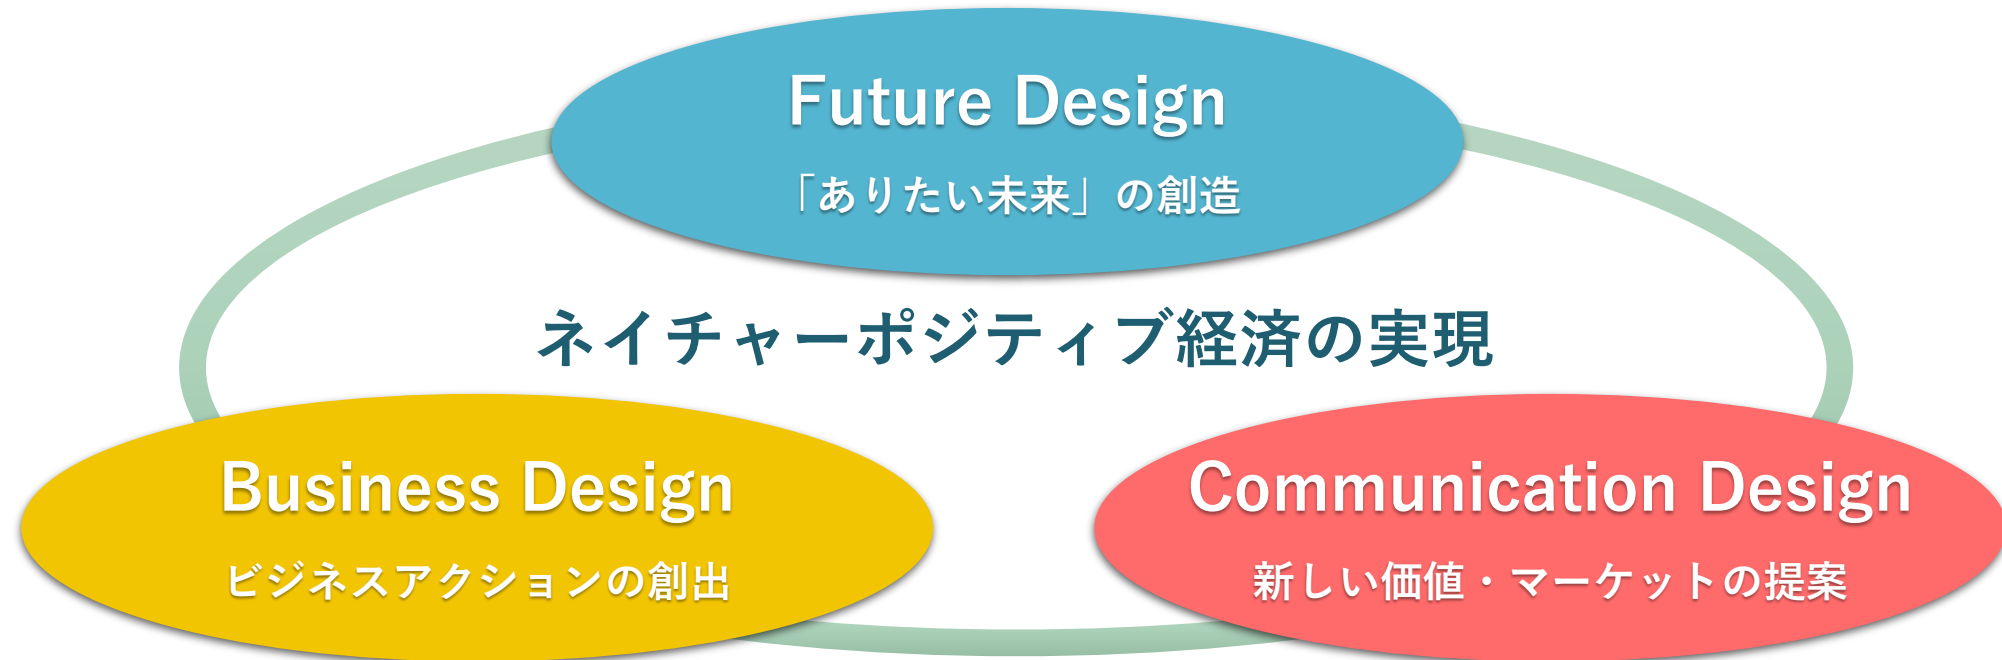 Future Design
「ありたい未来」の創造
ネイチャーポジティブ経済の実現
Business Design
ビジネスアクションの創出
Communication Design
新しい価値・マーケットの提案